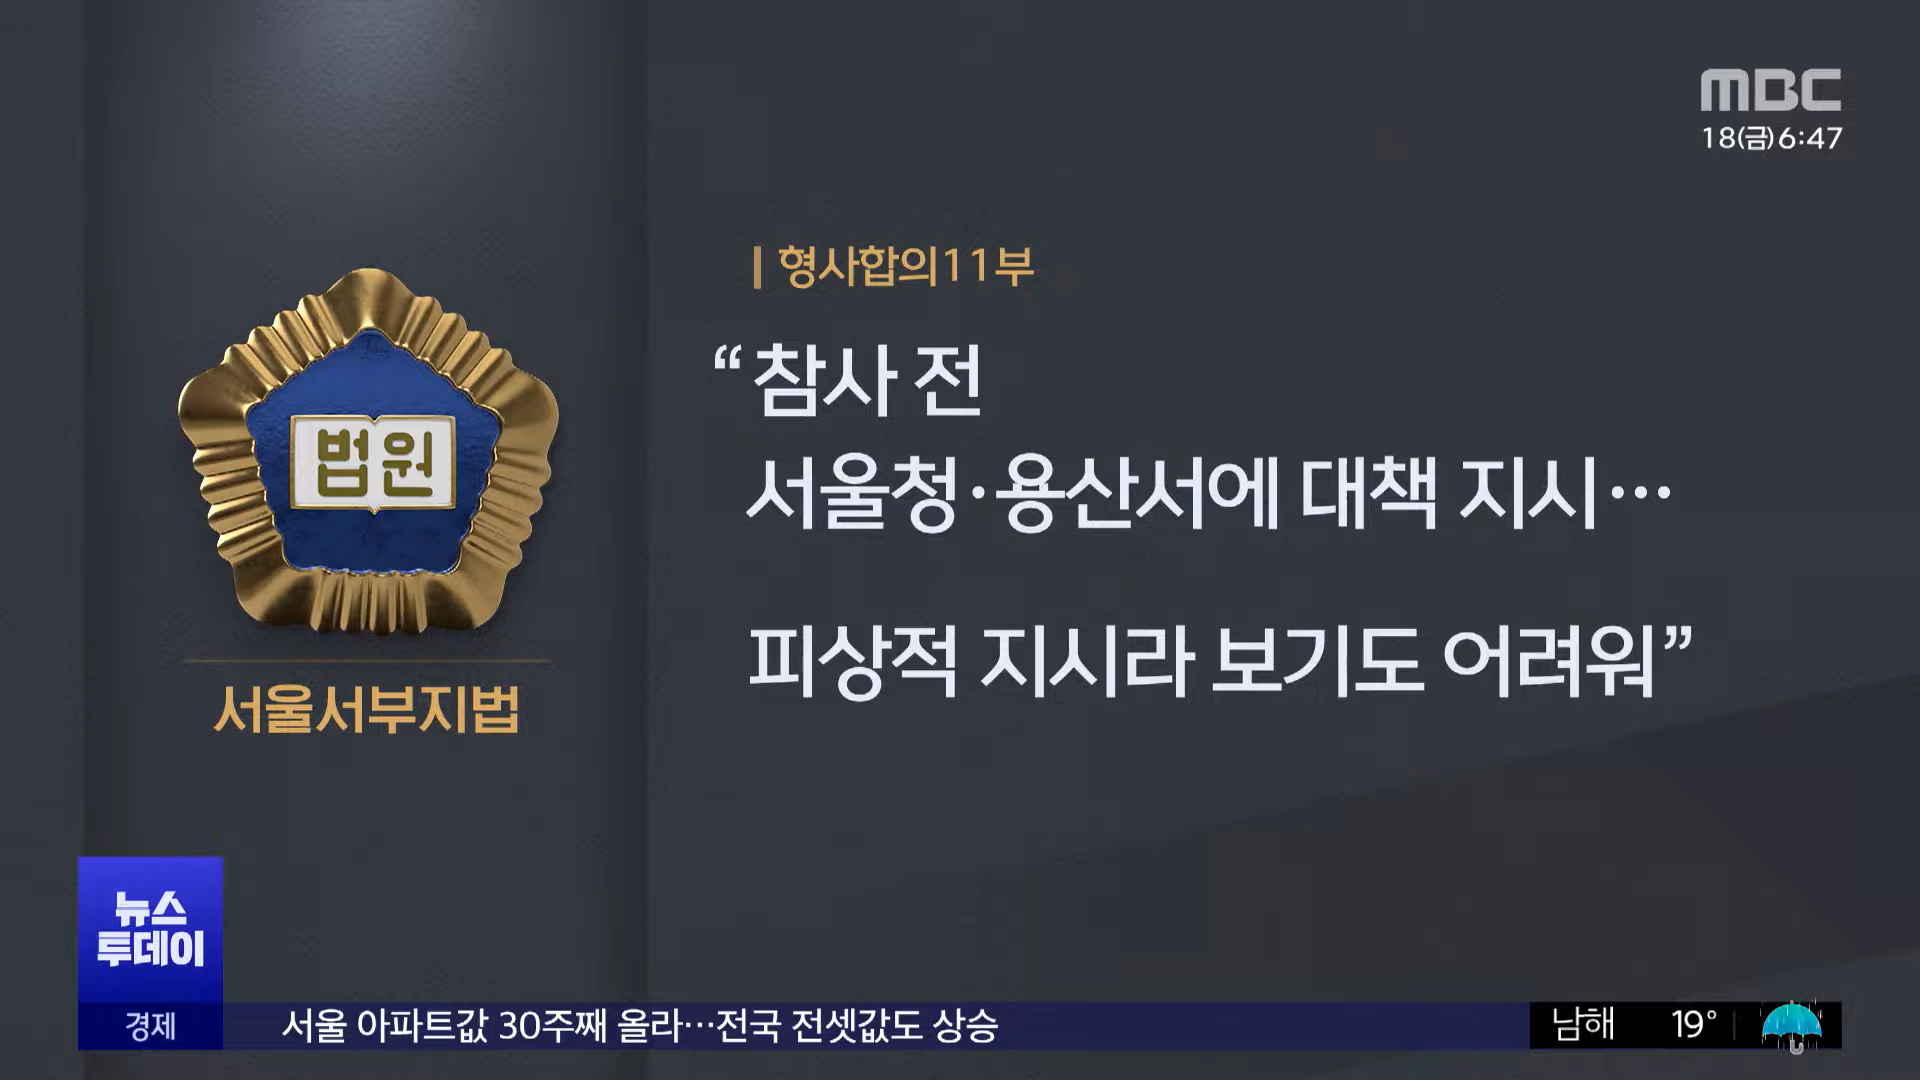 MBC
18(금)6:47
형사합의11부
“참사 전
서울청·용산서에 대책 지시…
피상적 지시라 보기도 어려워”
법원
서울서부지법
뉴스
투데이
경제
서울 아파트값 30주째 올라…전국 전셋값도 상승
남해 19°